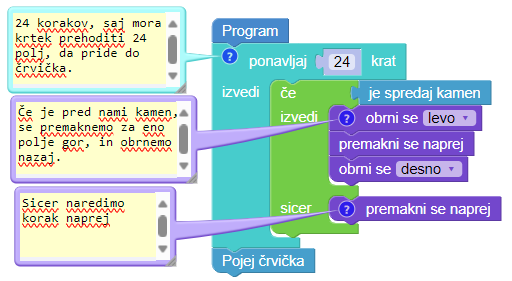 24 korakov, saj mora
krtek prehoditi 24
polj, da pride do
črvička.
Program
? ponavljaj 24 krat
izvedi če je spredaj kamen
Če je pred nami kamen,
se premaknemo za eno
polje gor, in obrnemo
nazaj.
izvedi ? obrni se levo
premakni se naprej
obrni se desno
Sicer naredimo
korak naprej
sicer ? premakni se naprej
Pojej črvička